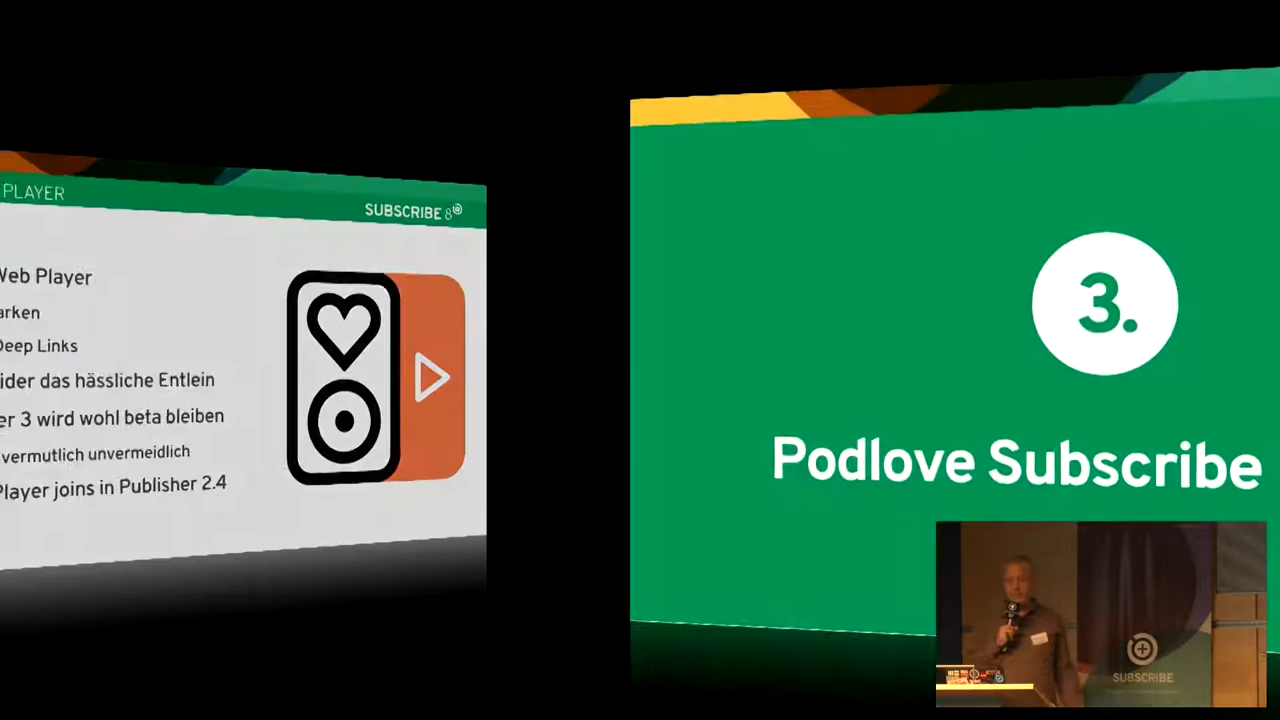 PLAYER
SUBSCRIBE 8
Web Player
arken
Deep Links
ider das hässliche Entlein
er 3 wird wohl beta bleiben
vermutlich unvermeidlich
Player joins in Publisher 2.4
3.
Podlove Subscribe
SUBSCRIBE